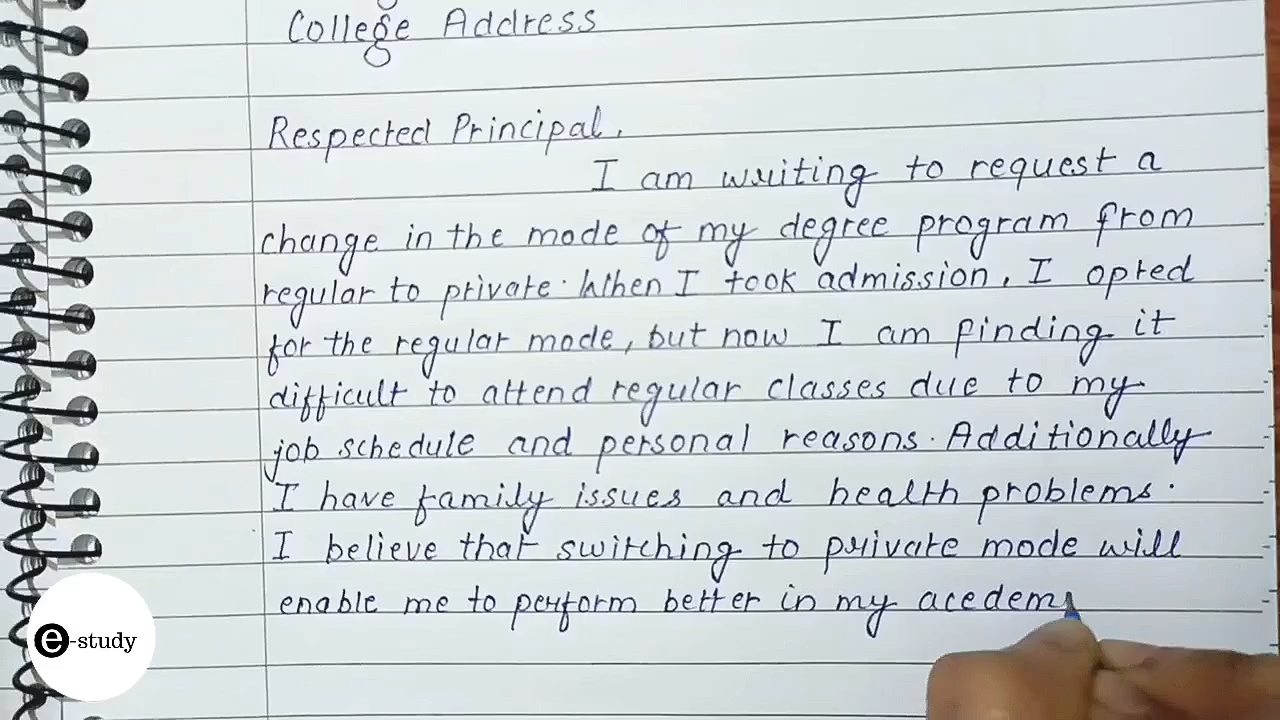 College Address
Respected Principal,
I am writing to request a
change in the mode of my degree program from
regular to private. When I took admission, I opted
for the regular mode, but now I am finding it
difficult to attend regular classes due to my
job schedule and personal reasons. Additionally
I have family issues and health problems.
I believe that switching to private mode will
enable me to perform better in my acedem
e-study